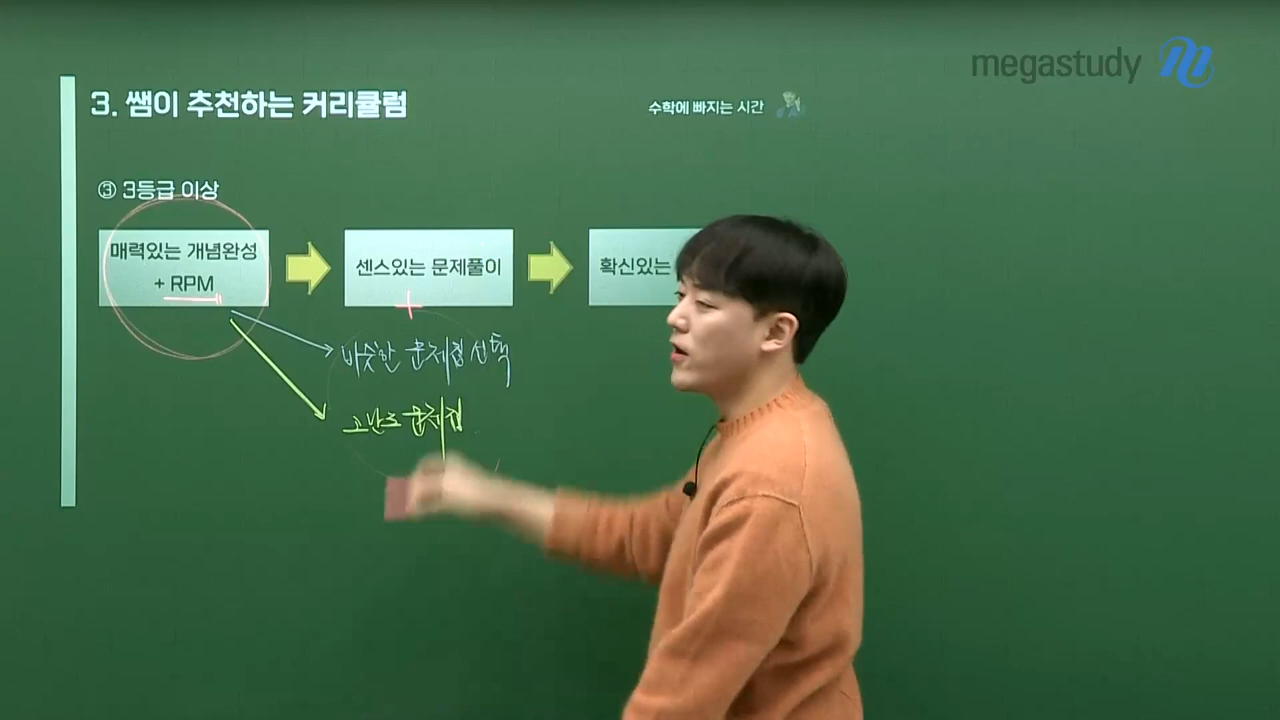 megastudy
3. 쌤이 추천하는 커리큘럼
수학에 빠지는 시간
③ 3등급 이상
매력있는 개념완성
+ RPM
센스있는 문제풀이
확신있는
비슷한 문제집 선택
고난도 문제집